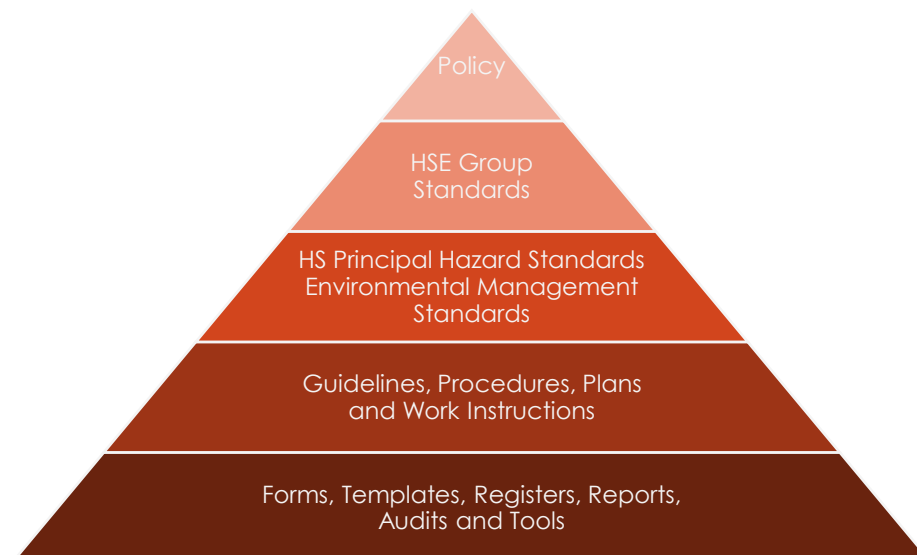 Policy
HSE Group
Standards
HS Principal Hazard Standards
Environmental Management
Standards
Guidelines, Procedures, Plans
and Work Instructions
Forms, Templates, Registers, Reports,
Audits and Tools